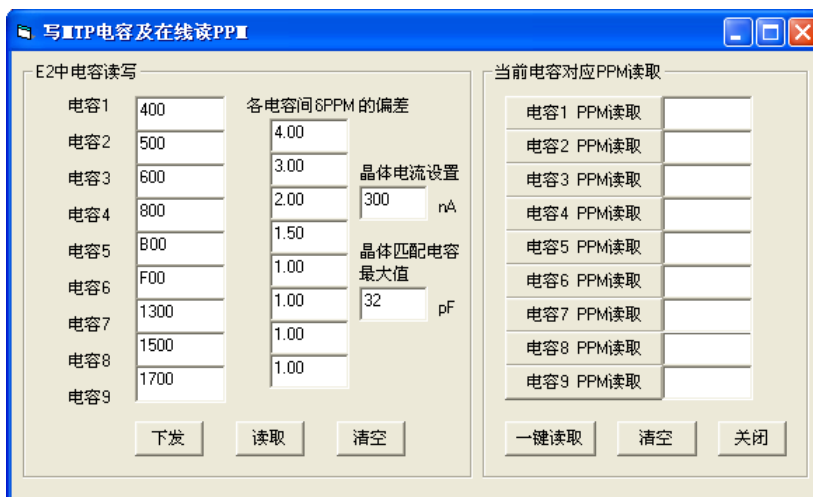 写MTP电容及在线读PPM
E2中电容读写
电容1 400
电容2 500
电容3 600
电容4 800
电容5 B00
电容6 F00
电容7 1300
电容8 1500
电容9 1700
各电容间δPPM的偏差
4.00
3.00
2.00
1.50
1.00
1.00
1.00
1.00
晶体电流设置
300 nA
晶体匹配电容
最大值
32 pF
下发 读取 清空
当前电容对应PPM读取
电容1 PPM读取
电容2 PPM读取
电容3 PPM读取
电容4 PPM读取
电容5 PPM读取
电容6 PPM读取
电容7 PPM读取
电容8 PPM读取
电容9 PPM读取
一键读取 清空 关闭